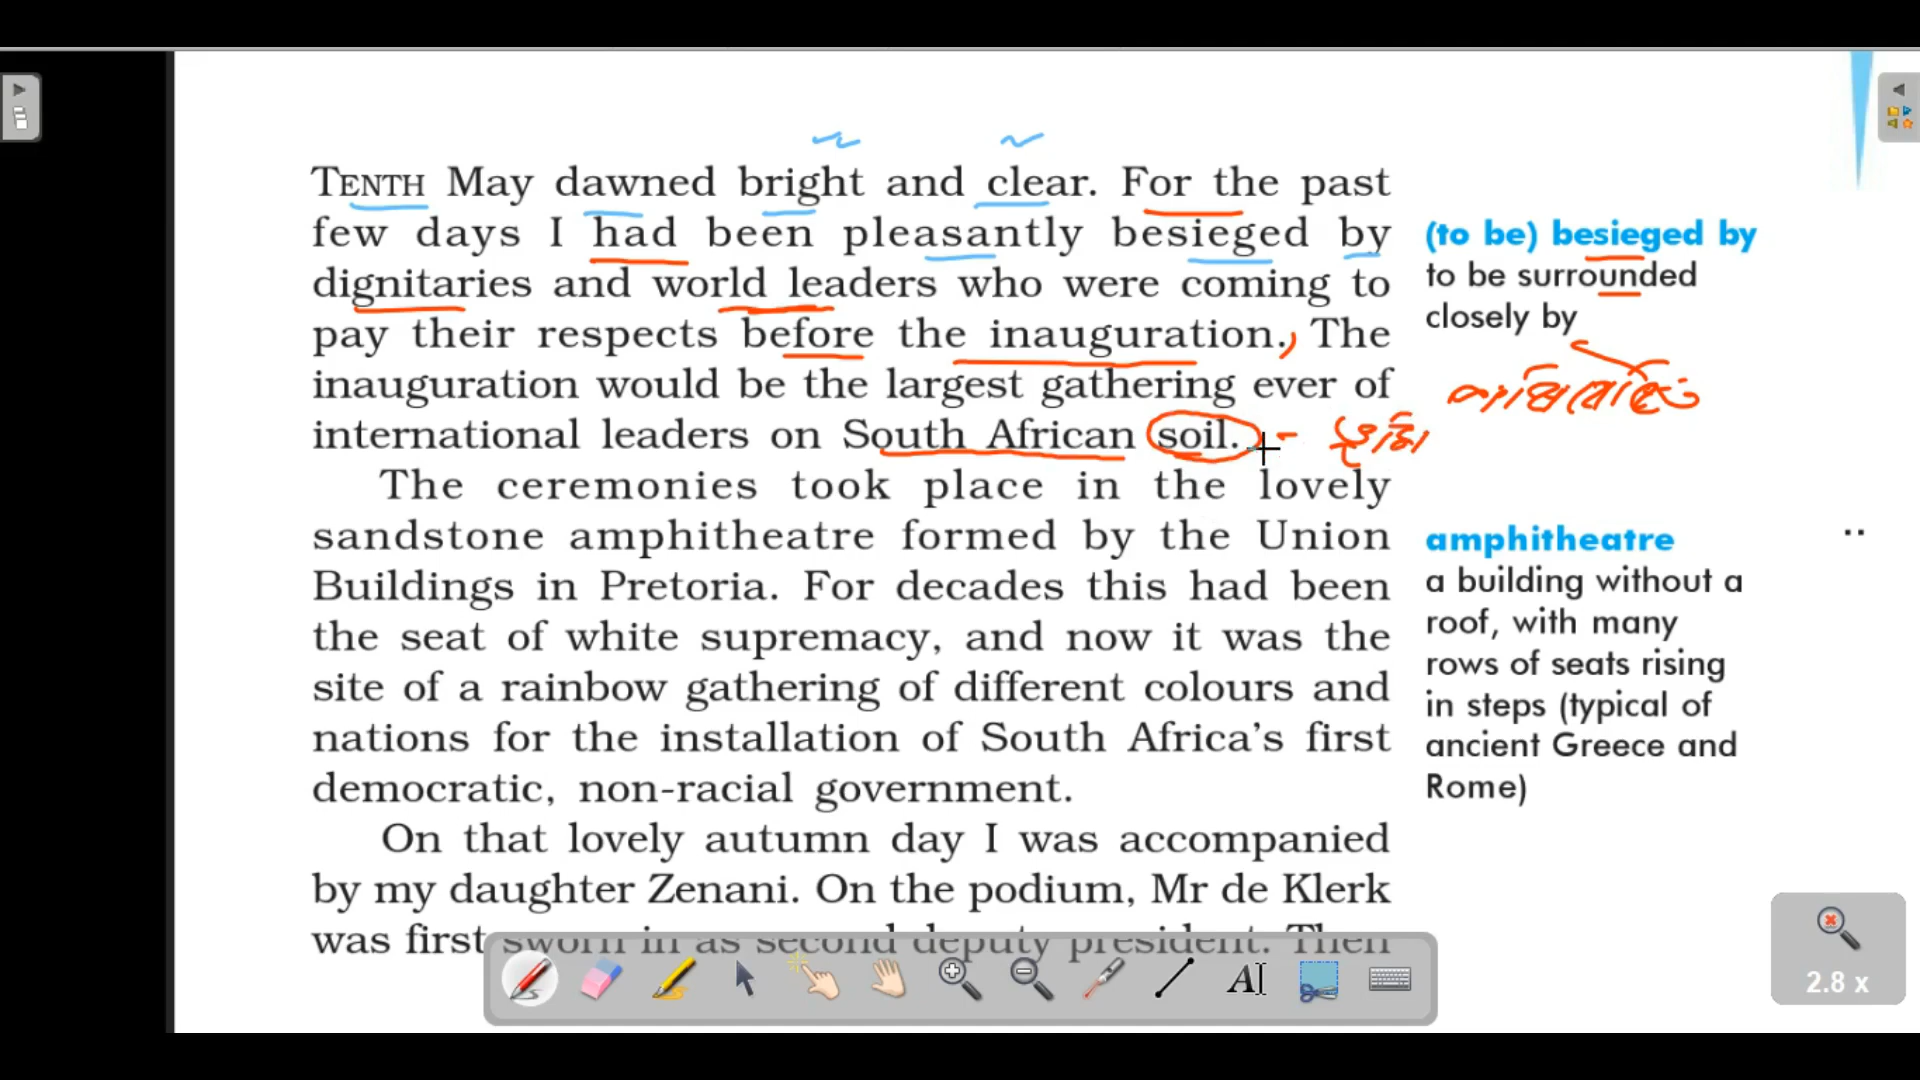 TENTH May dawned bright and clear. For the past
few days I had been pleasantly besieged by
dignitaries and world leaders who were coming to
pay their respects before the inauguration. The
inauguration would be the largest gathering ever of
international leaders on South African soil.
The ceremonies took place in the lovely
sandstone amphitheatre formed by the Union
Buildings in Pretoria. For decades this had been
the seat of white supremacy, and now it was the
site of a rainbow gathering of different colours and
nations for the installation of South Africa's first
democratic, non-racial government.
On that lovely autumn day I was accompanied
by my daughter Zenani. On the podium, Mr de Klerk
was first sworn in as second deputy president. Then
(to be) besieged by
to be surrounded
closely by
amphitheatre
a building without a
roof, with many
rows of seats rising
in steps (typical of
ancient Greece and
Rome)
2.8 x